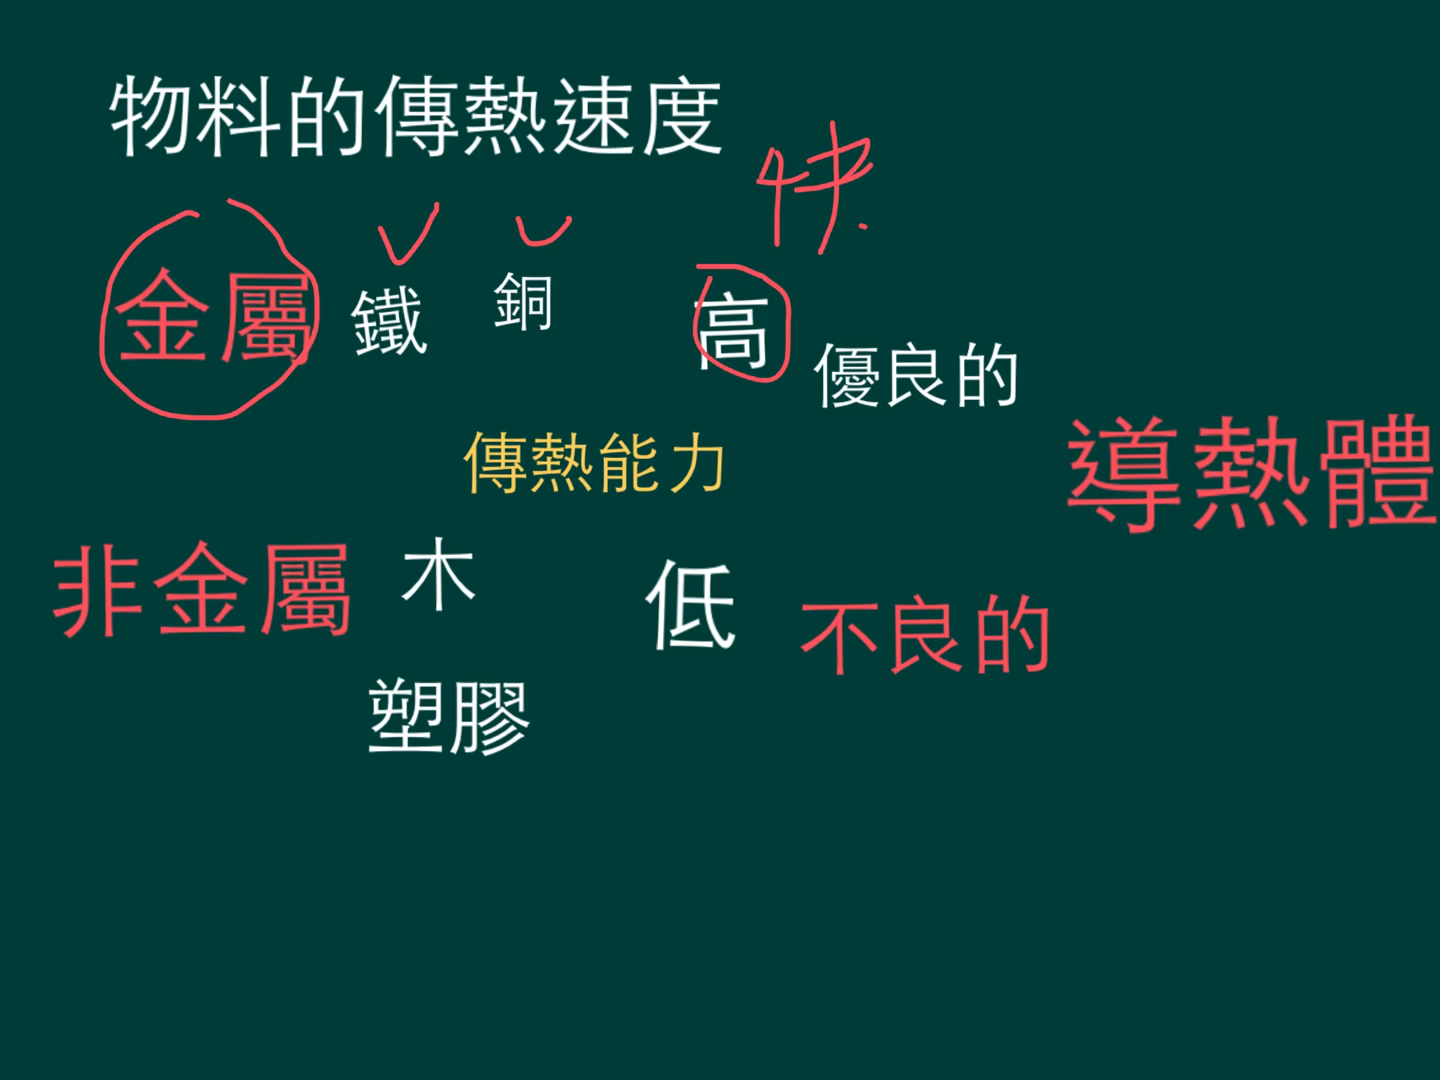 物料的傳熱速度
快
金屬 鐵 銅 高 優良的
傳熱能力 導熱體
非金屬 木 低 不良的
塑膠